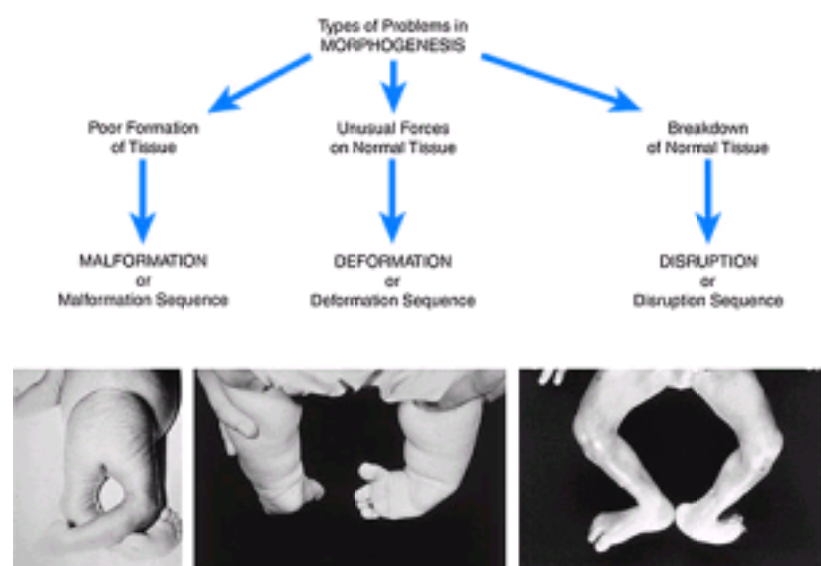 Types of Problems in
MORPHOGENESIS
Poor Formation
of Tissue
Unusual Forces
on Normal Tissue
Breakdown
of Normal Tissue
MALFORMATION
or
Malformation Sequence
DEFORMATION
or
Deformation Sequence
DISRUPTION
or
Disruption Sequence